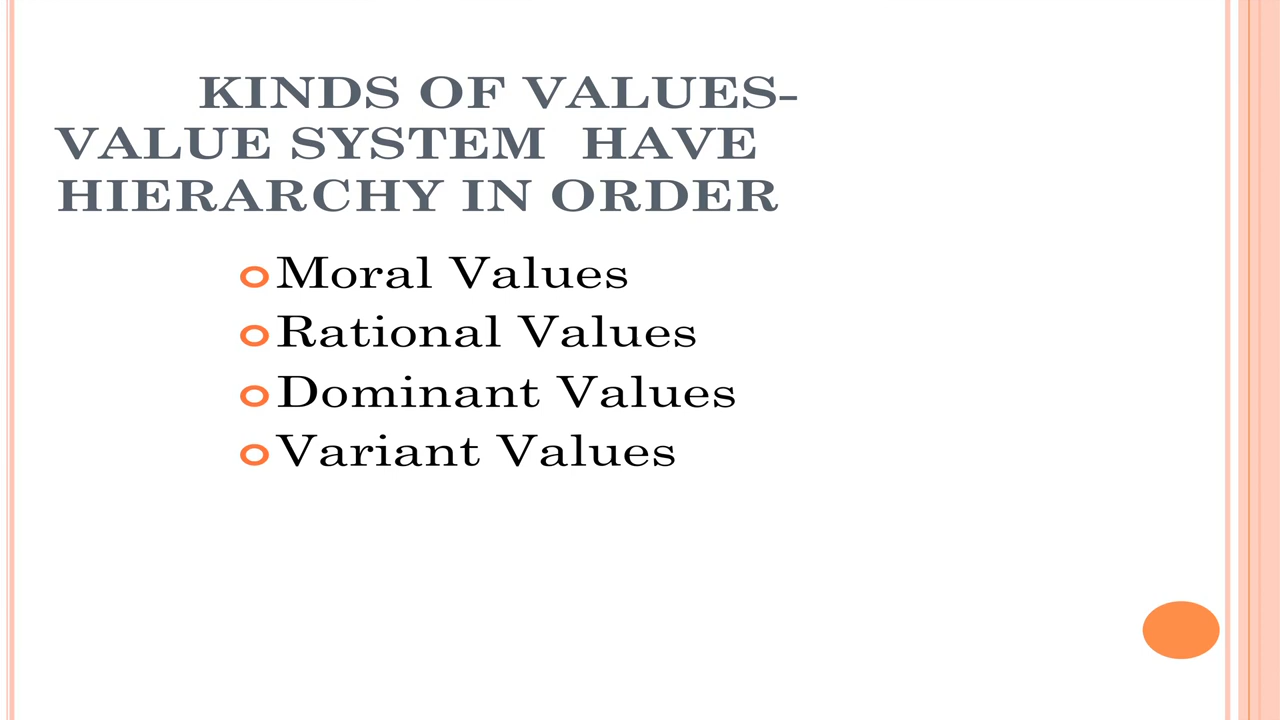 KINDS OF VALUES-
VALUE SYSTEM HAVE
HIERARCHY IN ORDER
Moral Values
Rational Values
Dominant Values
Variant Values